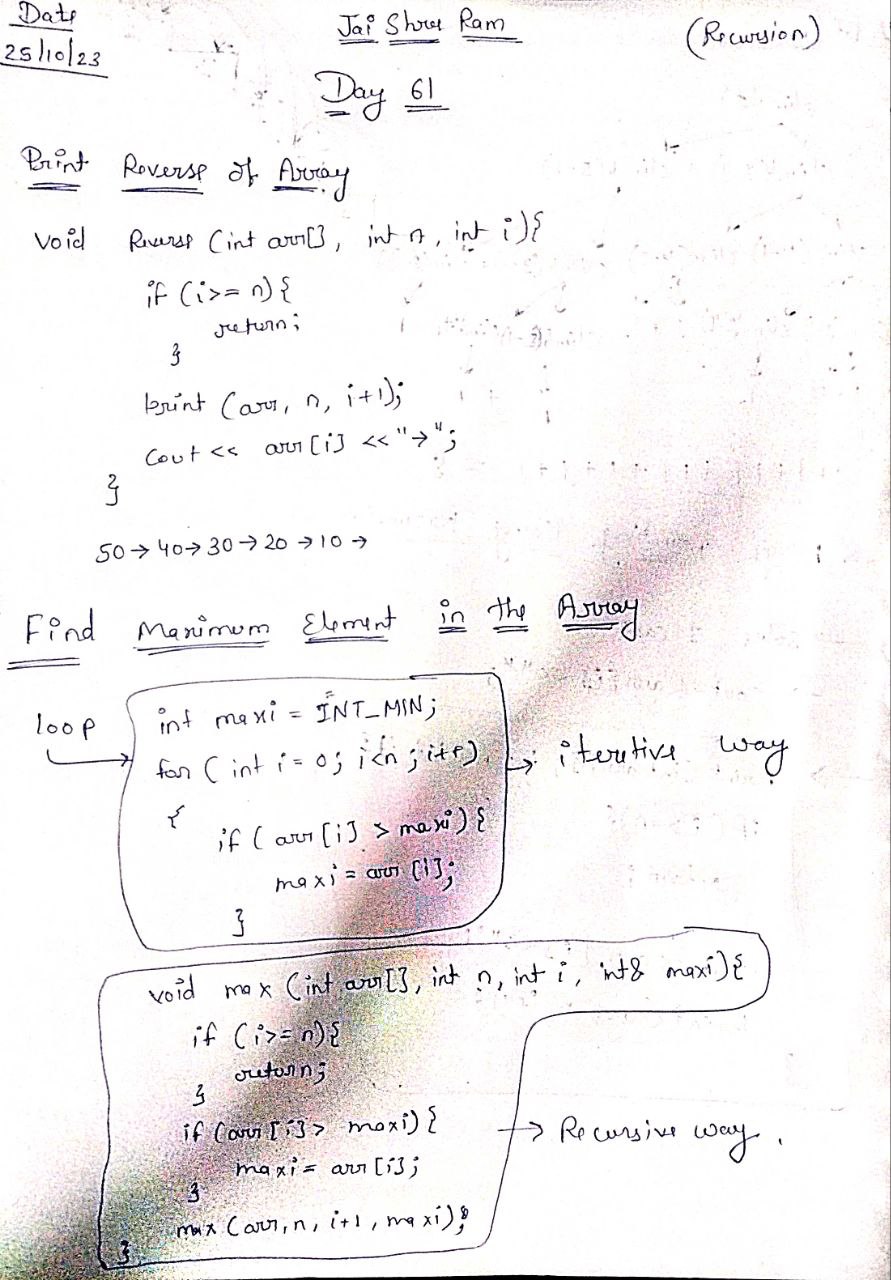 Date
25/10/23
Jai Shree Ram
(Recursion)
Day 61
Print Reverse of Array
void Reverse (int arr[], int n, int i){
if (i>= n) {
return;
}
print (arr, n, i+1);
cout << arr[i] << "→";
}
50→40→30→20→10→
Find Maximum Element in the Array
loop
int maxi = INT_MIN;
for (int i = 0; i<n; i++)
{
if (arr[i] > maxi) {
maxi = arr[i];
}
→ iterative way
void max (int arr[], int n, int i, int& maxi){
if (i>= n){
return;
}
if (arr[i] > maxi) {
maxi = arr[i];
}
max (arr, n, i+1, maxi);
}
→ Recursive way.